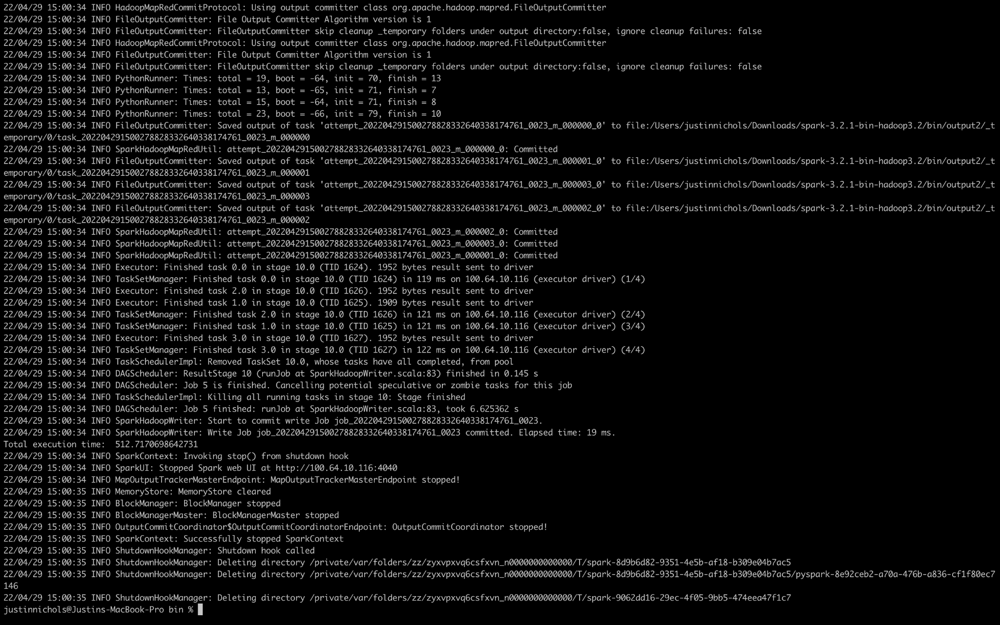 22/04/29 15:00:34 INFO HadoopMapRedCommitProtocol: Using output committer class org.apache.hadoop.mapred.FileOutputCommitter
22/04/29 15:00:34 INFO FileOutputCommitter: File Output Committer Algorithm version is 1
22/04/29 15:00:34 INFO FileOutputCommitter: FileOutputCommitter skip cleanup _temporary folders under output directory:false, ignore cleanup failures: false
22/04/29 15:00:34 INFO HadoopMapRedCommitProtocol: Using output committer class org.apache.hadoop.mapred.FileOutputCommitter
22/04/29 15:00:34 INFO FileOutputCommitter: File Output Committer Algorithm version is 1
22/04/29 15:00:34 INFO FileOutputCommitter: FileOutputCommitter skip cleanup _temporary folders under output directory:false, ignore cleanup failures: false
22/04/29 15:00:34 INFO PythonRunner: Times: total = 19, boot = -64, init = 70, finish = 13
22/04/29 15:00:34 INFO PythonRunner: Times: total = 13, boot = -65, init = 71, finish = 7
22/04/29 15:00:34 INFO PythonRunner: Times: total = 15, boot = -64, init = 71, finish = 8
22/04/29 15:00:34 INFO PythonRunner: Times: total = 23, boot = -66, init = 79, finish = 10
22/04/29 15:00:34 INFO FileOutputCommitter: Saved output of task 'attempt_202204291500278828332640338174761_0023_m_000000_0' to file:/Users/justinnichols/Downloads/spark-3.2.1-bin-hadoop3.2/bin/output2/_t
emporary/0/task_202204291500278828332640338174761_0023_m_000000
22/04/29 15:00:34 INFO SparkHadoopMapRedUtil: attempt_202204291500278828332640338174761_0023_m_000000_0: Committed
22/04/29 15:00:34 INFO FileOutputCommitter: Saved output of task 'attempt_202204291500278828332640338174761_0023_m_000001_0' to file:/Users/justinnichols/Downloads/spark-3.2.1-bin-hadoop3.2/bin/output2/_t
emporary/0/task_202204291500278828332640338174761_0023_m_000001
22/04/29 15:00:34 INFO FileOutputCommitter: Saved output of task 'attempt_202204291500278828332640338174761_0023_m_000003_0' to file:/Users/justinnichols/Downloads/spark-3.2.1-bin-hadoop3.2/bin/output2/_t
emporary/0/task_202204291500278828332640338174761_0023_m_000003
22/04/29 15:00:34 INFO FileOutputCommitter: Saved output of task 'attempt_202204291500278828332640338174761_0023_m_000002_0' to file:/Users/justinnichols/Downloads/spark-3.2.1-bin-hadoop3.2/bin/output2/_t
emporary/0/task_202204291500278828332640338174761_0023_m_000002
22/04/29 15:00:34 INFO SparkHadoopMapRedUtil: attempt_202204291500278828332640338174761_0023_m_000002_0: Committed
22/04/29 15:00:34 INFO SparkHadoopMapRedUtil: attempt_202204291500278828332640338174761_0023_m_000003_0: Committed
22/04/29 15:00:34 INFO SparkHadoopMapRedUtil: attempt_202204291500278828332640338174761_0023_m_000001_0: Committed
22/04/29 15:00:34 INFO Executor: Finished task 0.0 in stage 10.0 (TID 1624). 1952 bytes result sent to driver
22/04/29 15:00:34 INFO TaskSetManager: Finished task 0.0 in stage 10.0 (TID 1624) in 119 ms on 100.64.10.116 (executor driver) (1/4)
22/04/29 15:00:34 INFO Executor: Finished task 2.0 in stage 10.0 (TID 1626). 1952 bytes result sent to driver
22/04/29 15:00:34 INFO Executor: Finished task 1.0 in stage 10.0 (TID 1625). 1909 bytes result sent to driver
22/04/29 15:00:34 INFO TaskSetManager: Finished task 2.0 in stage 10.0 (TID 1626) in 121 ms on 100.64.10.116 (executor driver) (2/4)
22/04/29 15:00:34 INFO TaskSetManager: Finished task 1.0 in stage 10.0 (TID 1625) in 121 ms on 100.64.10.116 (executor driver) (3/4)
22/04/29 15:00:34 INFO Executor: Finished task 3.0 in stage 10.0 (TID 1627). 1952 bytes result sent to driver
22/04/29 15:00:34 INFO TaskSetManager: Finished task 3.0 in stage 10.0 (TID 1627) in 122 ms on 100.64.10.116 (executor driver) (4/4)
22/04/29 15:00:34 INFO TaskSchedulerImpl: Removed TaskSet 10.0, whose tasks have all completed, from pool
22/04/29 15:00:34 INFO DAGScheduler: ResultStage 10 (runJob at SparkHadoopWriter.scala:83) finished in 0.145 s
22/04/29 15:00:34 INFO DAGScheduler: Job 5 is finished. Cancelling potential speculative or zombie tasks for this job
22/04/29 15:00:34 INFO TaskSchedulerImpl: Killing all running tasks in stage 10: Stage finished
22/04/29 15:00:34 INFO DAGScheduler: Job 5 finished: runJob at SparkHadoopWriter.scala:83, took 6.625362 s
22/04/29 15:00:34 INFO SparkHadoopWriter: Start to commit write Job job_202204291500278828332640338174761_0023.
22/04/29 15:00:34 INFO SparkHadoopWriter: Write Job job_202204291500278828332640338174761_0023 committed. Elapsed time: 19 ms.
Total execution time:  512.7170698642731
22/04/29 15:00:34 INFO SparkContext: Invoking stop() from shutdown hook
22/04/29 15:00:34 INFO SparkUI: Stopped Spark web UI at http://100.64.10.116:4040
22/04/29 15:00:34 INFO MapOutputTrackerMasterEndpoint: MapOutputTrackerMasterEndpoint stopped!
22/04/29 15:00:35 INFO MemoryStore: MemoryStore cleared
22/04/29 15:00:35 INFO BlockManager: BlockManager stopped
22/04/29 15:00:35 INFO BlockManagerMaster: BlockManagerMaster stopped
22/04/29 15:00:35 INFO OutputCommitCoordinator$OutputCommitCoordinatorEndpoint: OutputCommitCoordinator stopped!
22/04/29 15:00:35 INFO SparkContext: Successfully stopped SparkContext
22/04/29 15:00:35 INFO ShutdownHookManager: Shutdown hook called
22/04/29 15:00:35 INFO ShutdownHookManager: Deleting directory /private/var/folders/zz/zyxvpxvq6csfxvn_n0000000000000/T/spark-8d9b6d82-9351-4e5b-af18-b309e04b7ac5
22/04/29 15:00:35 INFO ShutdownHookManager: Deleting directory /private/var/folders/zz/zyxvpxvq6csfxvn_n0000000000000/T/spark-8d9b6d82-9351-4e5b-af18-b309e04b7ac5/pyspark-8e92ceb2-a70a-476b-a836-cf1f80ec7
146
22/04/29 15:00:35 INFO ShutdownHookManager: Deleting directory /private/var/folders/zz/zyxvpxvq6csfxvn_n0000000000000/T/spark-9062dd16-29ec-4f05-9bb5-474eea47f1c7
justinnichols@Justins-MacBook-Pro bin %